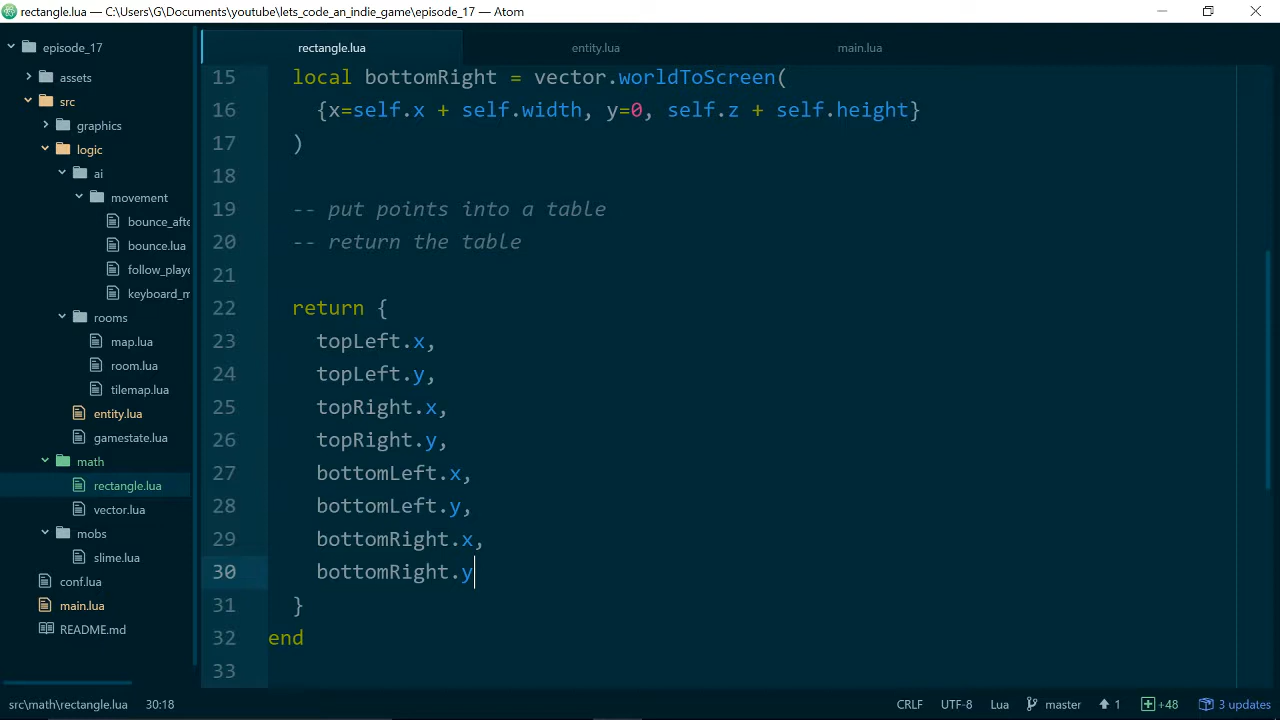 rectangle.lua — C:\Users\G\Documents\youtube\lets_code_an_indie_game\episode_17 — Atom
episode_17
assets
src
graphics
logic
ai
movement
bounce_afte
bounce.lua
follow_playe
keyboard_m
rooms
map.lua
room.lua
tilemap.lua
entity.lua
gamestate.lua
math
rectangle.lua
vector.lua
mobs
slime.lua
conf.lua
main.lua
README.md
rectangle.lua entity.lua main.lua
15 local bottomRight = vector.worldToScreen(
16 {x=self.x + self.width, y=0, self.z + self.height}
17 )
18
19 -- put points into a table
20 -- return the table
21
22 return {
23 topLeft.x,
24 topLeft.y,
25 topRight.x,
26 topRight.y,
27 bottomLeft.x,
28 bottomLeft.y,
29 bottomRight.x,
30 bottomRight.y
31 }
32 end
33
src\math\rectangle.lua 30:18 CRLF UTF-8 Lua master 1 +48 3 updates